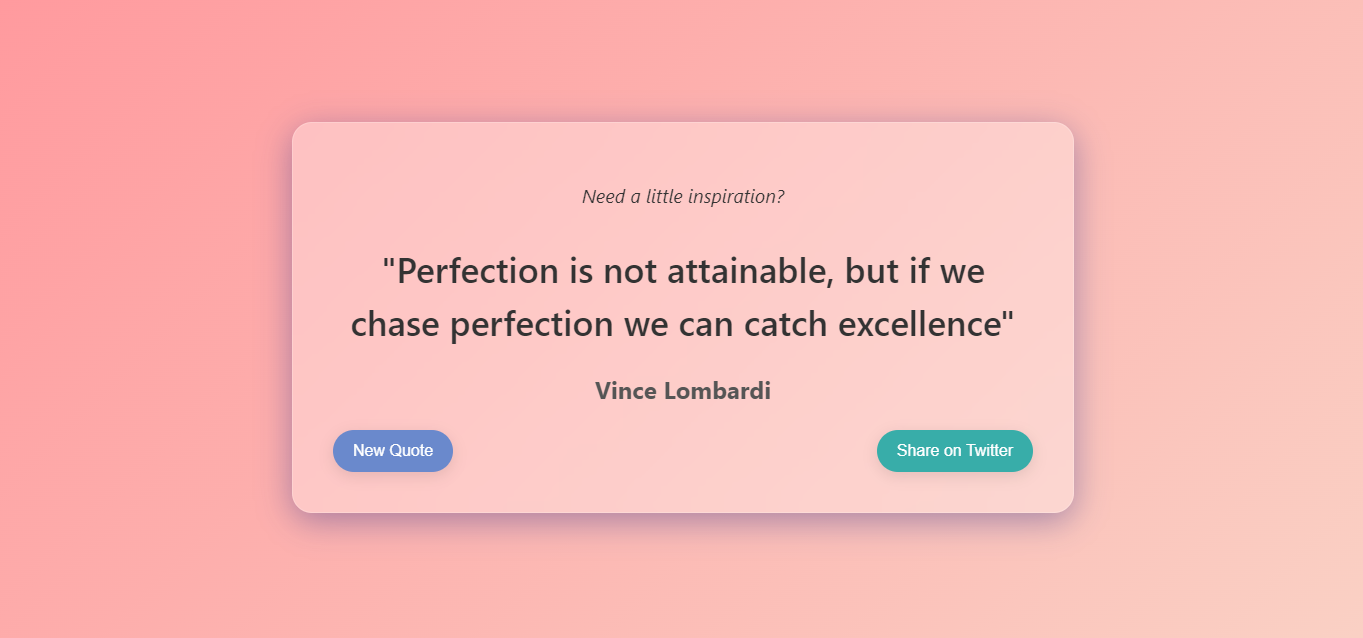 Need a little inspiration?
"Perfection is not attainable, but if we
chase perfection we can catch excellence"
Vince Lombardi
New Quote
Share on Twitter